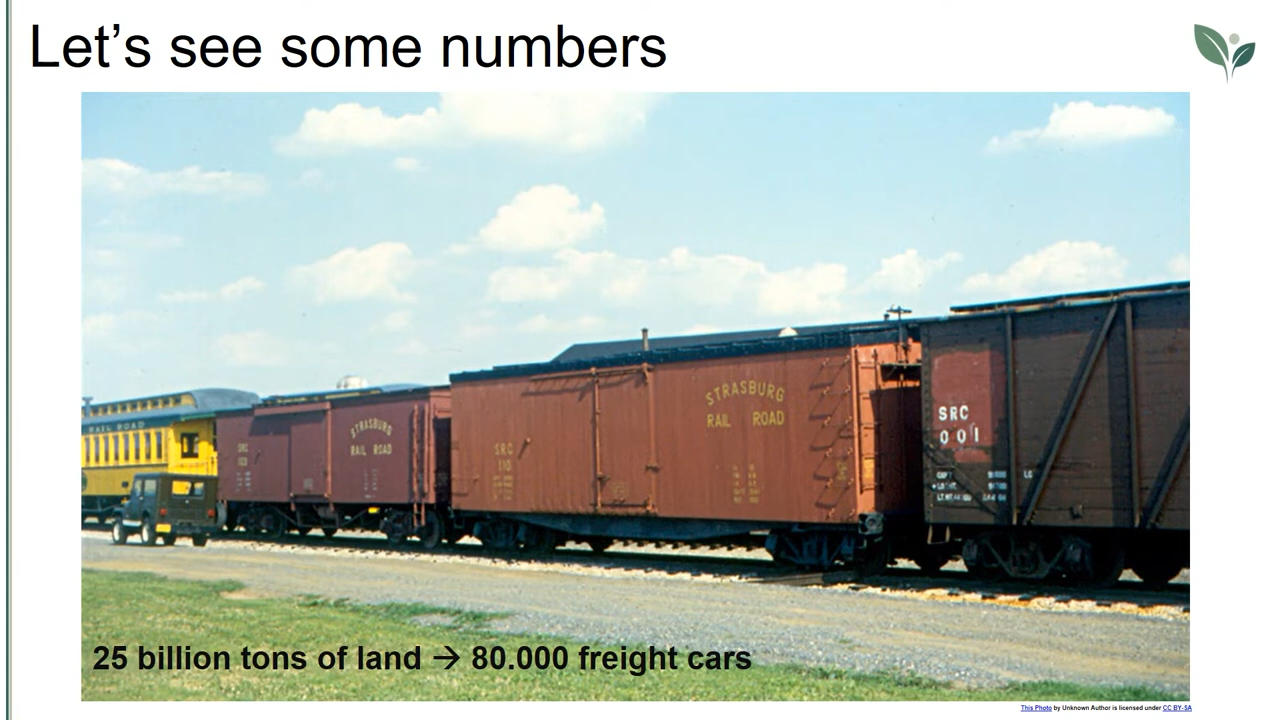 Let's see some numbers
RAIL ROAD
STRASBURG
RAIL ROAD
SRC
STRASBURG
RAIL ROAD
SRC
110
SRC
001
25 billion tons of land → 80.000 freight cars
This Photo by Unknown Author is licensed under CC BY-SA